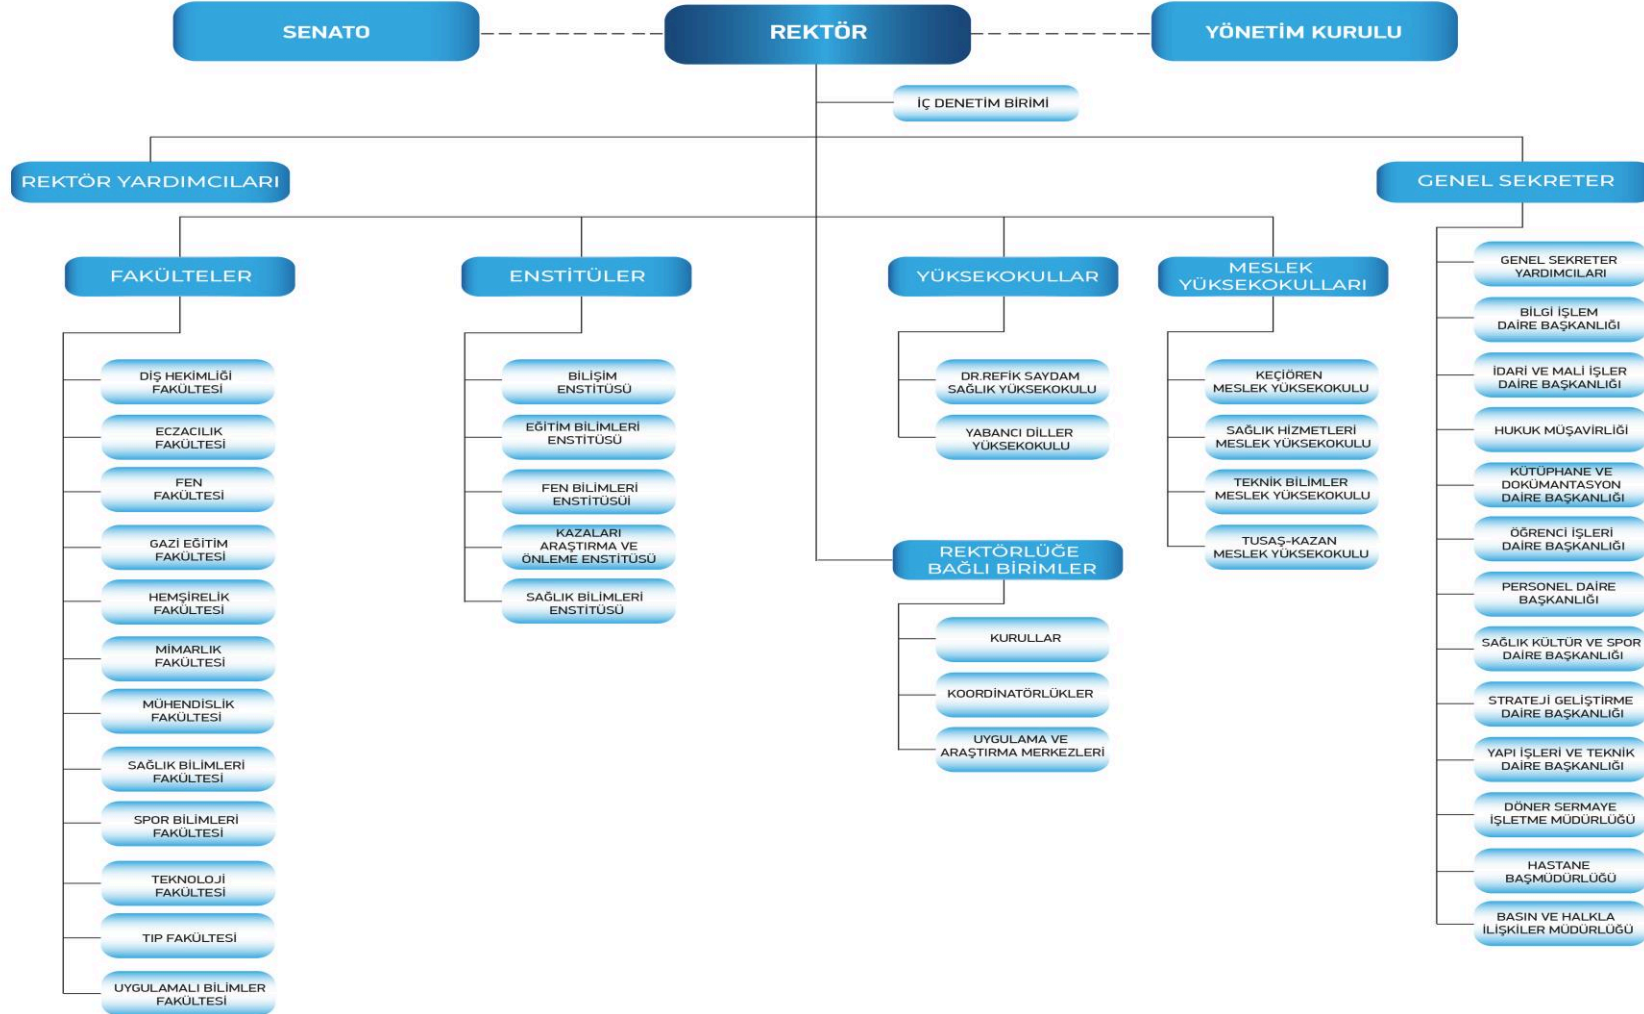 SENATO
REKTÖR
YÖNETİM KURULU
İÇ DENETİM BİRİMİ
REKTÖR YARDIMCILARI
GENEL SEKRETER
FAKÜLTELER
DİŞ HEKİMLİĞİ
FAKÜLTESİ
ECZACILIK
FAKÜLTESİ
FEN
FAKÜLTESİ
GAZİ EĞİTİM
FAKÜLTESİ
HEMŞİRELİK
FAKÜLTESİ
MİMARLIK
FAKÜLTESİ
MÜHENDİSLİK
FAKÜLTESİ
SAĞLIK BİLİMLERİ
FAKÜLTESİ
SPOR BİLİMLERİ
FAKÜLTESİ
TEKNOLOJİ
FAKÜLTESİ
TIP FAKÜLTESİ
UYGULAMALI BİLİMLER
FAKÜLTESİ
ENSTİTÜLER
BİLİŞİM
ENSTİTÜSÜ
EĞİTİM BİLİMLERİ
ENSTİTÜSÜ
FEN BİLİMLERİ
ENSTİTÜSÜİ
KAZALARI
ARAŞTIRMA VE
ÖNLEME ENSTİTÜSÜ
SAĞLIK BİLİMLERİ
ENSTİTÜSÜ
YÜKSEKOKULLAR
DR.REFİK SAYDAM
SAĞLIK YÜKSEKOKULU
YABANCI DİLLER
YÜKSEKOKULU
REKTÖRLÜĞE
BAĞLI BİRİMLER
KURULLAR
KOORDİNATÖRLÜKLER
UYGULAMA VE
ARAŞTIRMA MERKEZLERİ
MESLEK
YÜKSEKOKULLARI
KEÇİÖREN
MESLEK YÜKSEKOKULU
SAĞLIK HİZMETLERİ
MESLEK YÜKSEKOKULU
TEKNİK BİLİMLER
MESLEK YÜKSEKOKULU
TUSAŞ-KAZAN
MESLEK YÜKSEKOKULU
GENEL SEKRETER
YARDIMCILARI
BİLGİ İŞLEM
DAİRE BAŞKANLIĞI
İDARİ VE MALİ İŞLER
DAİRE BAŞKANLIĞI
HUKUK MÜŞAVİRLİĞİ
KÜTÜPHANE VE
DOKÜMANTASYON
DAİRE BAŞKANLIĞI
ÖĞRENCİ İŞLERİ
DAİRE BAŞKANLIĞI
PERSONEL DAİRE
BAŞKANLIĞI
SAĞLIK KÜLTÜR VE SPOR
DAİRE BAŞKANLIĞI
STRATEJİ GELİŞTİRME
DAİRE BAŞKANLIĞI
YAPI İŞLERİ VE TEKNİK
DAİRE BAŞKANLIĞI
DÖNER SERMAYE
İŞLETME MÜDÜRLÜĞÜ
HASTANE
BAŞMÜDÜRLÜĞÜ
BASIN VE HALKLA
İLİŞKİLER MÜDÜRLÜĞÜ